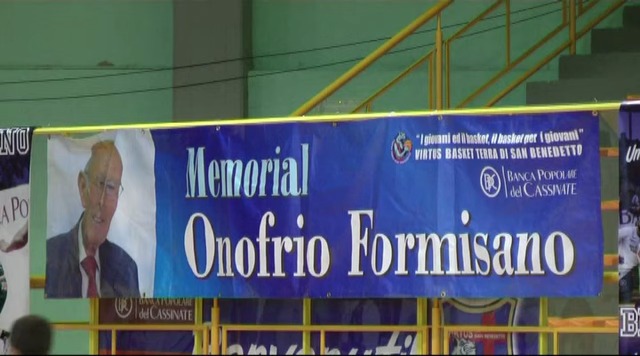 "i giovani ed il basket, il basket per i giovani"
VIRTUS BASKET TERRA DI SAN BENEDETTO
Memorial
BANCA POPOLARE
del CASSINATE
Onofrio Formisano
BANCA POPOLARE
del CASSINATE